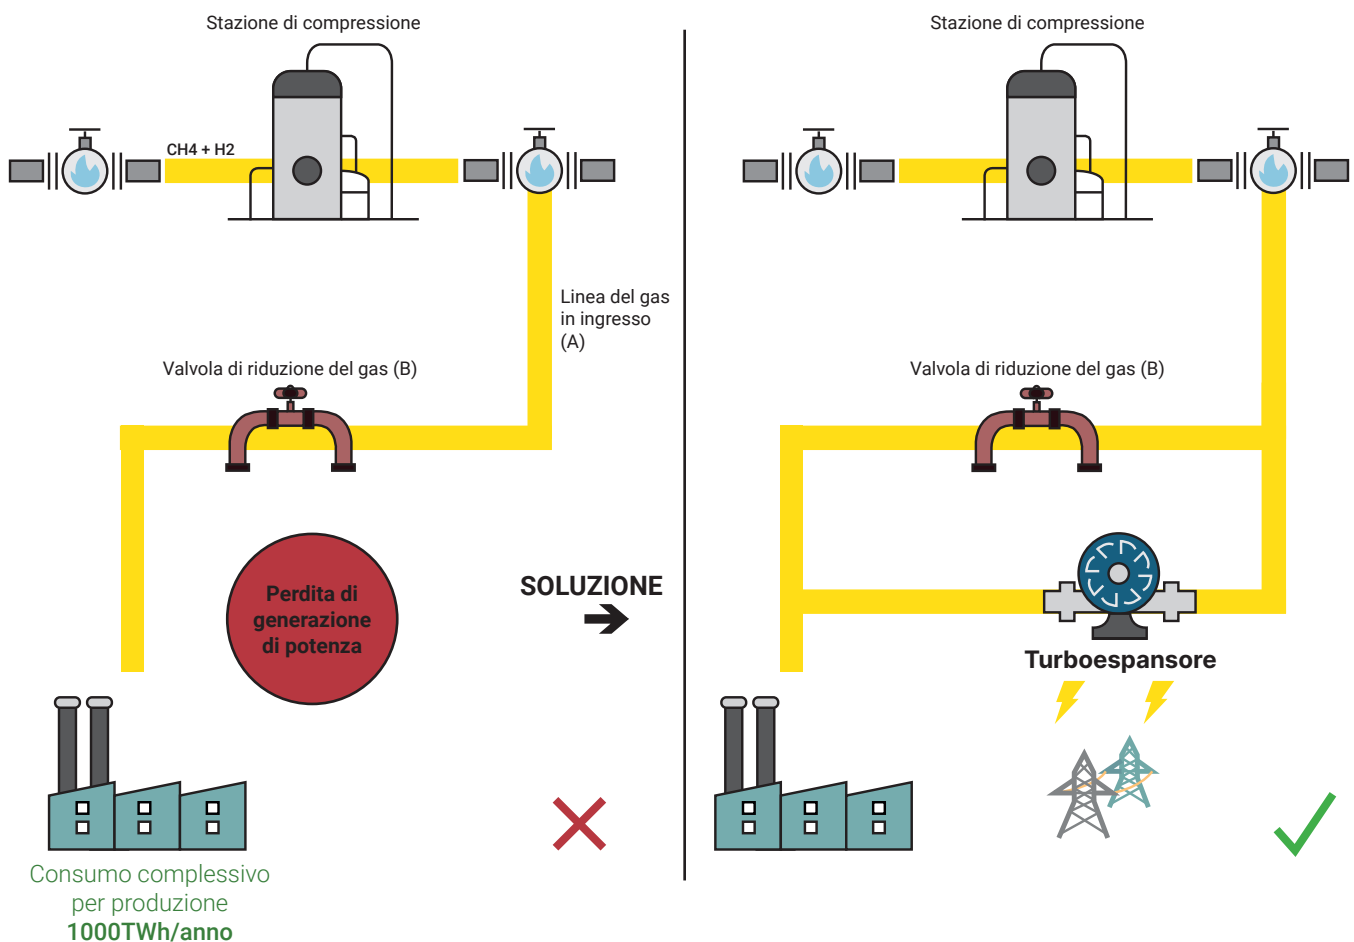 Stazione di compressione
CH4 + H2
Linea del gas
in ingresso
(A)
Valvola di riduzione del gas (B)
Perdita di
generazione
di potenza
SOLUZIONE
Consumo complessivo
per produzione
1000TWh/anno
Stazione di compressione
Valvola di riduzione del gas (B)
Turboespansore